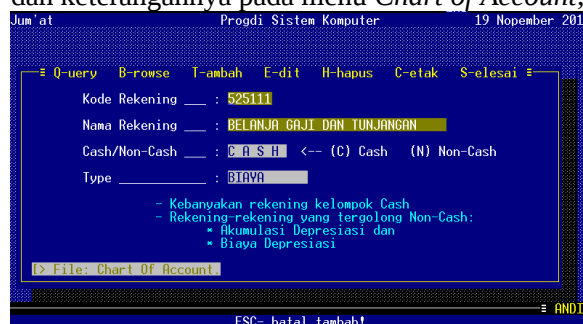 dan keterangannya pada menu Chart of Account,
Jum'at Progdi Sistem Komputer 19 Nopember 201
Q-uery B-rowse T-ambah E-dit H-hapus C-etak S-elesai
Kode Rekening ___ : 525111
Nama Rekening ___ : BELANJA GAJI DAN TUNJANGAN
Cash/Non-Cash ___ : C A S H <-- (C) Cash (N) Non-Cash
Type ____________ : BIAYA
- Kebanyakan rekening kelompok Cash
- Rekening-rekening yang tergolong Non-Cash:
* Akumulasi Depresiasi dan
* Biaya Depresiasi
[> File: Chart Of Account.
ANDI
ESC- batal tambah!